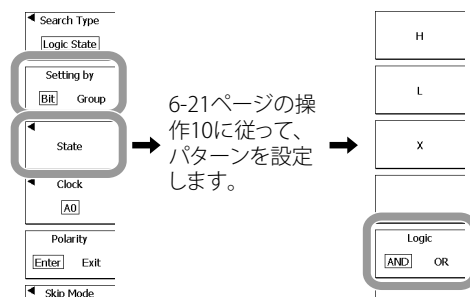 Search Type
Logic State
Setting by
Bit Group
State
Clock
A0
Polarity
Enter Exit
Skip Mode
6-21ページの操
作10に従って、
パターンを設定
します。
H
L
X
Logic
AND OR